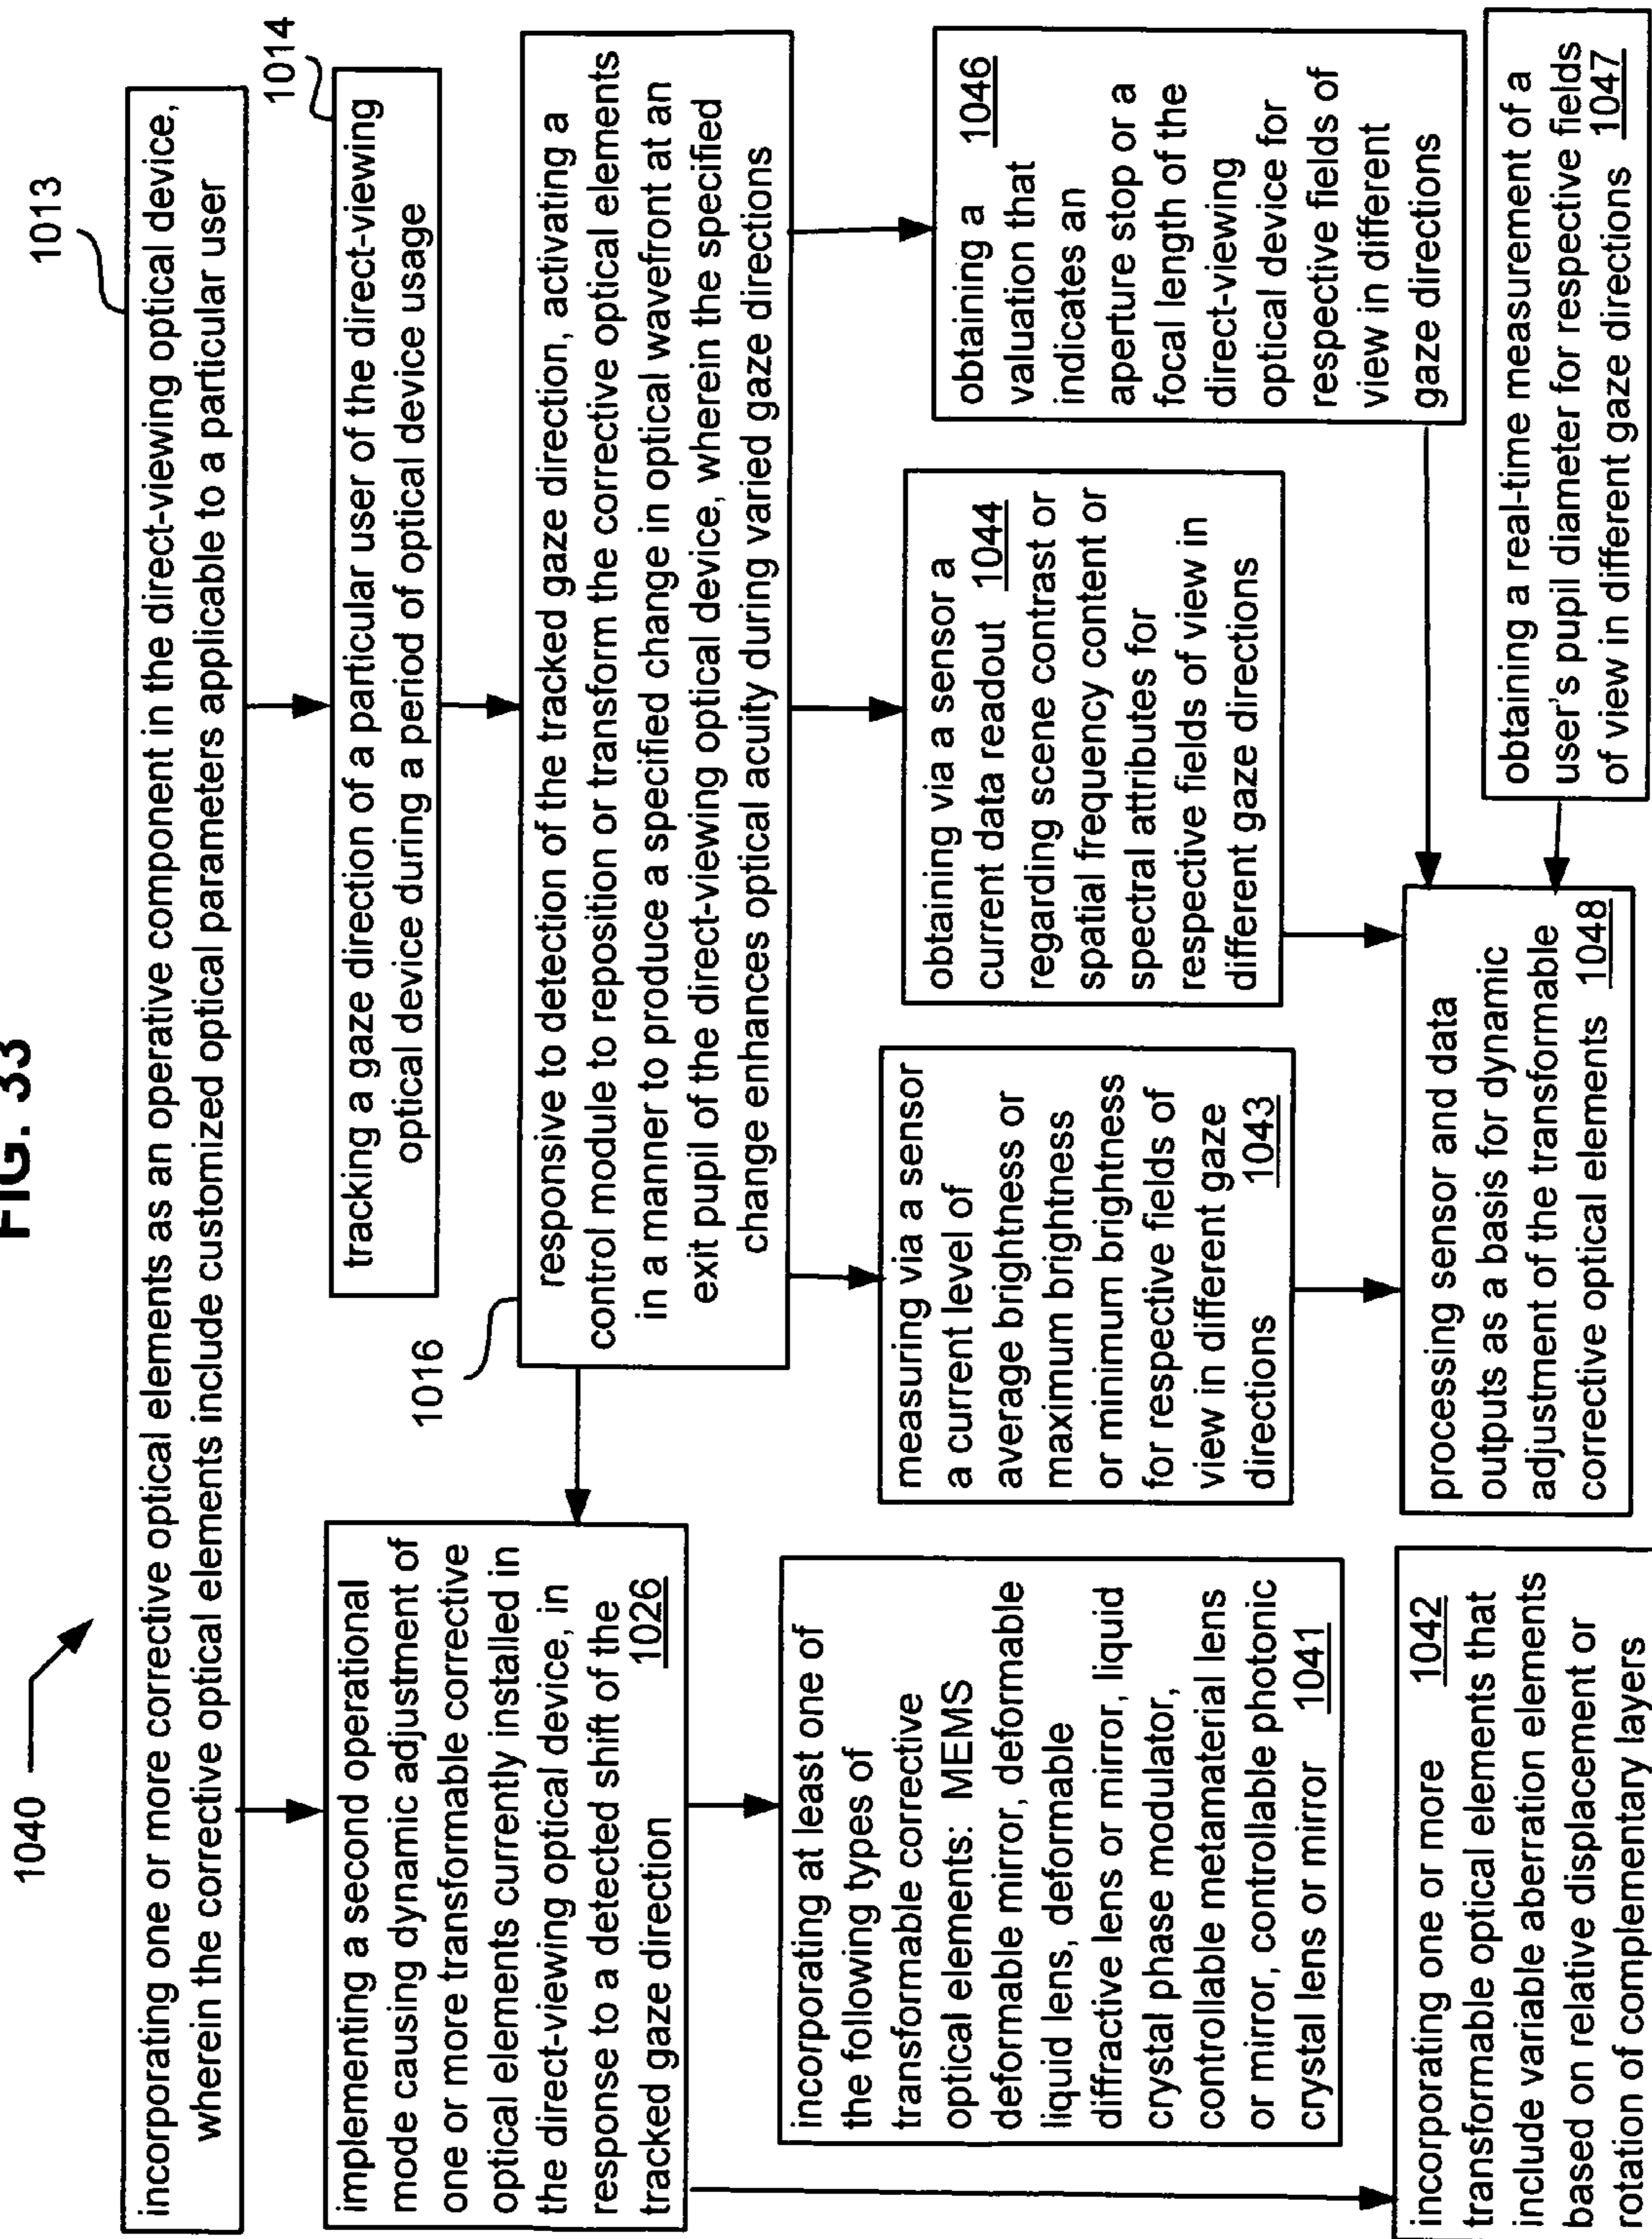 FIG. 33
1040
1013
incorporating one or more corrective optical elements as an operative component in the direct-viewing optical device,
wherein the corrective optical elements include customized optical parameters applicable to a particular user
1014
tracking a gaze direction of a particular user of the direct-viewing
optical device during a period of optical device usage
1016
responsive to detection of the tracked gaze direction, activating a
control module to reposition or transform the corrective optical elements
in a manner to produce a specified change in optical wavefront at an
exit pupil of the direct-viewing optical device, wherein the specified
change enhances optical acuity during varied gaze directions
implementing a second operational
mode causing dynamic adjustment of
one or more transformable corrective
optical elements currently installed in
the direct-viewing optical device, in
response to a detected shift of the
tracked gaze direction 1026
incorporating at least one of
the following types of
transformable corrective
optical elements: MEMS
deformable mirror, deformable
liquid lens, deformable
diffractive lens or mirror, liquid
crystal phase modulator,
controllable metamaterial lens
or mirror, controllable photonic
crystal lens or mirror 1041
incorporating one or more 1042
transformable optical elements that
include variable aberration elements
based on relative displacement or
rotation of complementary layers
measuring via a sensor
a current level of
average brightness or
maximum brightness
or minimum brightness
for respective fields of
view in different gaze
directions 1043
obtaining via a sensor a
current data readout 1044
regarding scene contrast or
spatial frequency content or
spectral attributes for
respective fields of view in
different gaze directions
obtaining a 1046
valuation that
indicates an
aperture stop or a
focal length of the
direct-viewing
optical device for
respective fields of
view in different
gaze directions
processing sensor and data
outputs as a basis for dynamic
adjustment of the transformable
corrective optical elements 1048
obtaining a real-time measurement of a
user's pupil diameter for respective fields
of view in different gaze directions 1047